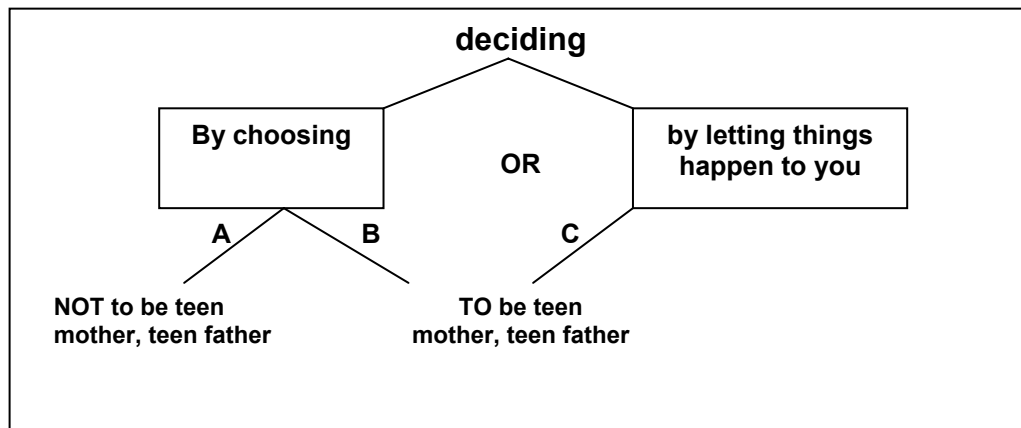 deciding
By choosing
OR
by letting things
happen to you
A
B
C
NOT to be teen
mother, teen father
TO be teen
mother, teen father